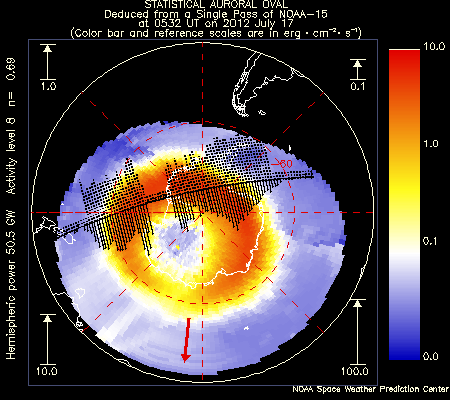 STATISTICAL AURORAL OVAL
Deduced from a Single Pass of NOAA-15
at 0532 UT on 2012 July 17
(Color bar and reference scales are in erg · cm⁻² · s⁻¹)
Hemispheric power 50.5 GW Activity level 8 n= 0.69
1.0
0.1
10.0
100.0
-60
10.0
1.0
0.1
0.0
NOAA Space Weather Prediction Center